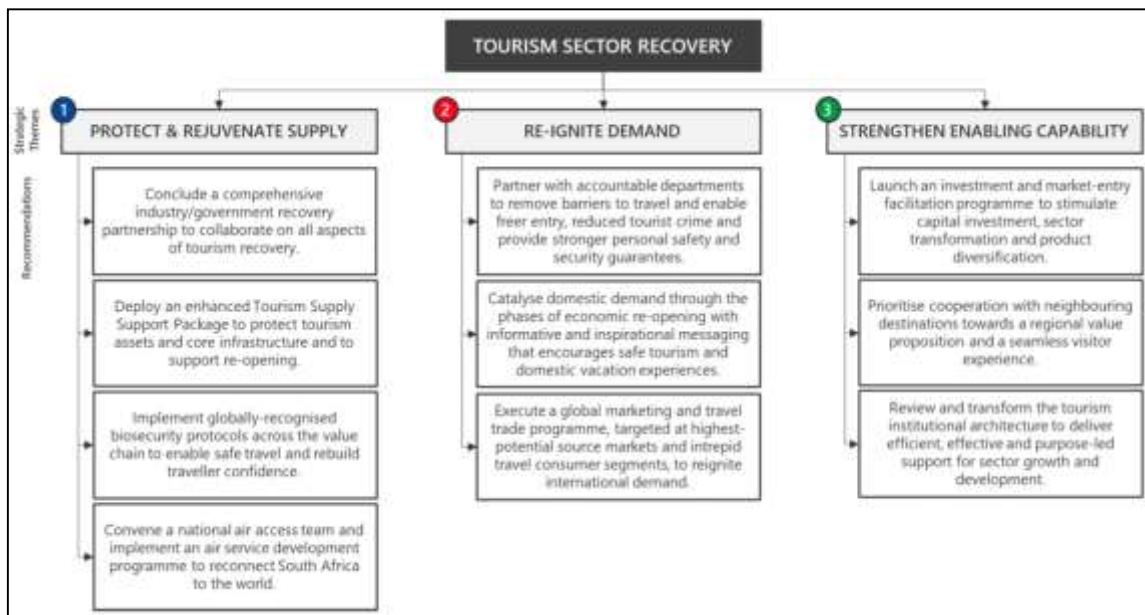 TOURISM SECTOR RECOVERY
Strategic
Themes
1
PROTECT & REJUVENATE SUPPLY
2
RE-IGNITE DEMAND
3
STRENGTHEN ENABLING CAPABILITY
Recommendations
Conclude a comprehensive
industry/government recovery
partnership to collaborate on all aspects
of tourism recovery.
Deploy an enhanced Tourism Supply
Support Package to protect tourism
assets and core infrastructure and to
support re-opening.
Implement globally-recognised
biosecurity protocols across the value
chain to enable safe travel and rebuild
traveller confidence.
Convene a national air access team and
implement an air service development
programme to reconnect South Africa
to the world.
Partner with accountable departments
to remove barriers to travel and enable
freer entry, reduced tourist crime and
provide stronger personal safety and
security guarantees.
Catalyse domestic demand through the
phases of economic re-opening with
informative and inspirational messaging
that encourages safe tourism and
domestic vacation experiences.
Execute a global marketing and travel
trade programme, targeted at highest-
potential source markets and intrepid
travel consumer segments, to reignite
international demand.
Launch an investment and market-entry
facilitation programme to stimulate
capital investment, sector
transformation and product
diversification.
Prioritise cooperation with neighbouring
destinations towards a regional value
proposition and a seamless visitor
experience.
Review and transform the tourism
institutional architecture to deliver
efficient, effective and purpose-led
support for sector growth and
development.